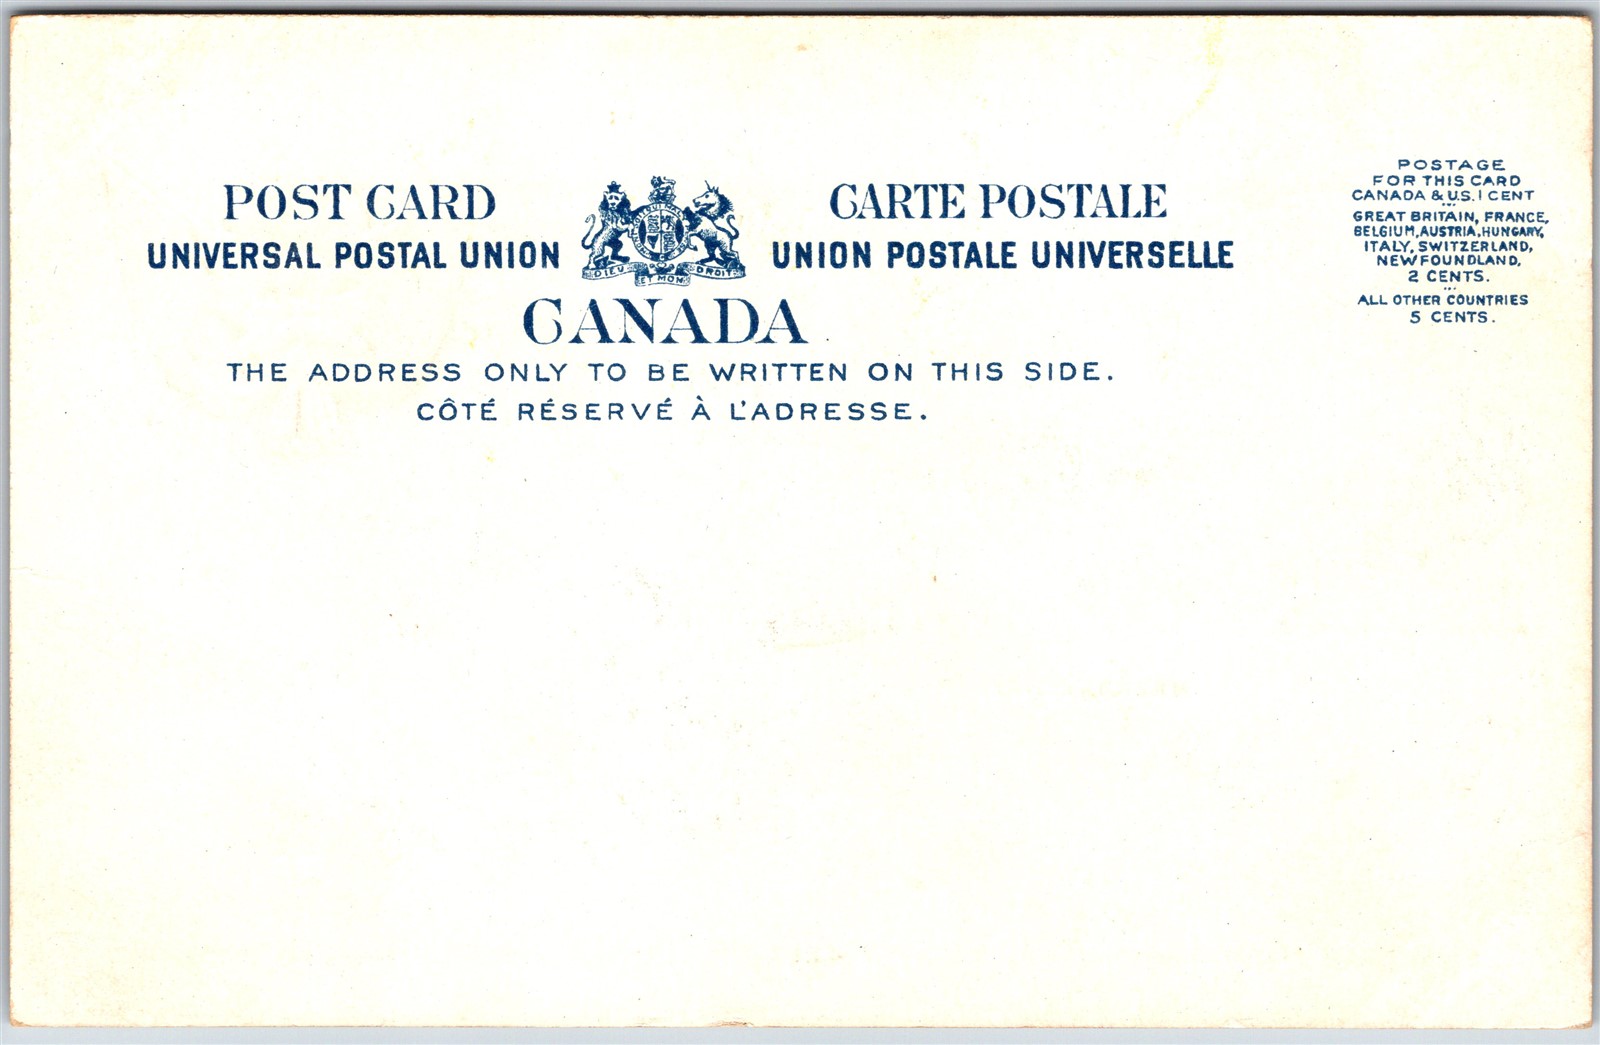 POST CARD
UNIVERSAL POSTAL UNION
CARTE POSTALE
UNION POSTALE UNIVERSELLE
DIEU ET MON DROIT
CANADA
THE ADDRESS ONLY TO BE WRITTEN ON THIS SIDE.
CÔTÉ RÉSERVÉ À L'ADRESSE.
POSTAGE
FOR THIS CARD
CANADA & U.S. 1 CENT
GREAT BRITAIN, FRANCE,
BELGIUM, AUSTRIA, HUNGARY,
ITALY, SWITZERLAND,
NEWFOUNDLAND,
2 CENTS.
ALL OTHER COUNTRIES
5 CENTS.